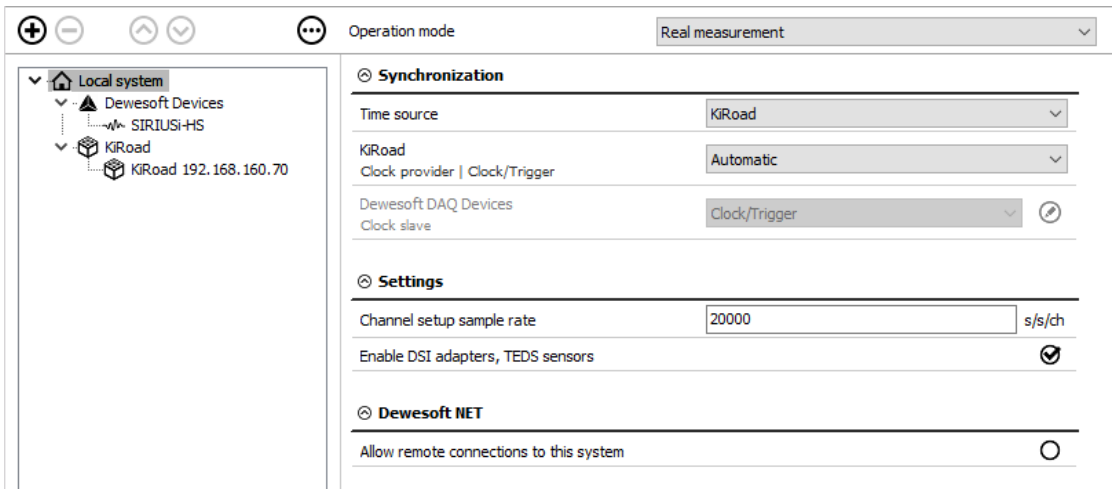 Operation mode
Real measurement
Local system
Dewesoft Devices
SIRIUSi-HS
KiRoad
KiRoad 192.168.160.70
Synchronization
Time source
KiRoad
KiRoad
Clock provider | Clock/Trigger
Automatic
Dewesoft DAQ Devices
Clock slave
Clock/Trigger
Settings
Channel setup sample rate
20000
s/s/ch
Enable DSI adapters, TEDS sensors
Dewesoft NET
Allow remote connections to this system